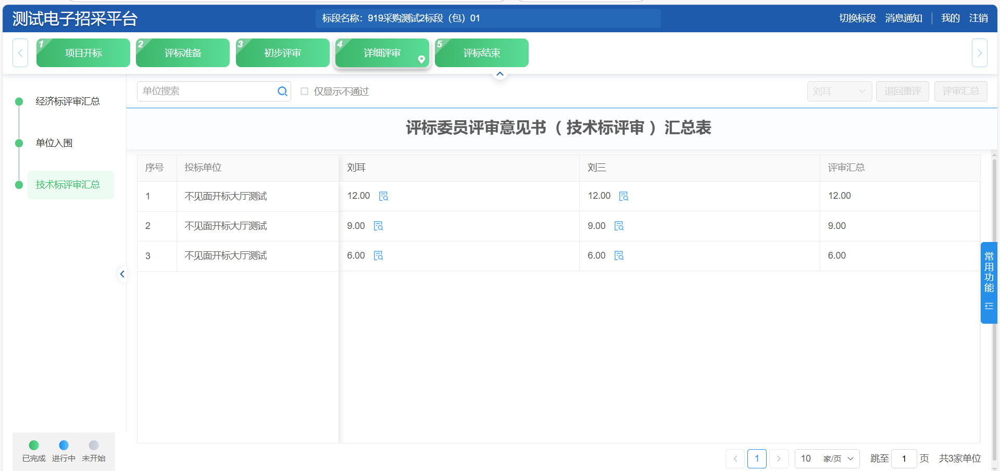 测试电子招采平台
标段名称：919采购测试2标段（包）01
切换标段 消息通知 我的 注销
1 项目开标
2 评标准备
3 初步评审
4 详细评审
5 评标结束
经济标评审汇总
单位入围
技术标评审汇总
单位搜索
仅显示不通过
刘耳 退回重评 评审汇总
评标委员评审意见书（技术标评审）汇总表
序号 投标单位 刘耳 刘三 评审汇总
1 不见面开标大厅测试 12.00 12.00 12.00
2 不见面开标大厅测试 9.00 9.00 9.00
3 不见面开标大厅测试 6.00 6.00 6.00
常用功能
已完成 进行中 未开始
1 10 家/页 跳至 1 页 共3家单位